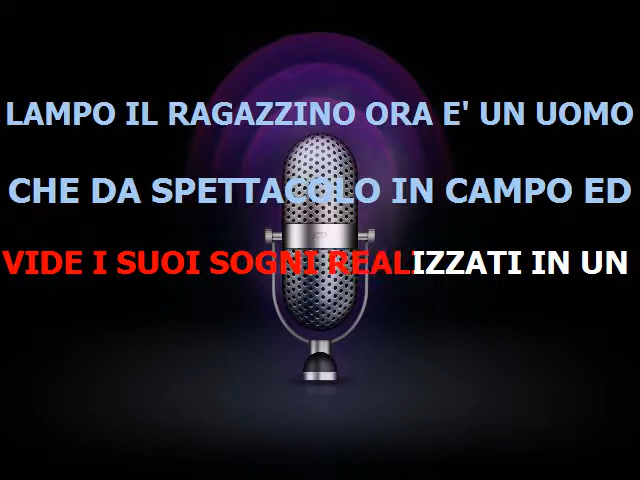 LAMPO IL RAGAZZINO ORA E' UN UOMO
CHE DA SPETTACOLO IN CAMPO ED
VIDE I SUOI SOGNI REALIZZATI IN UN